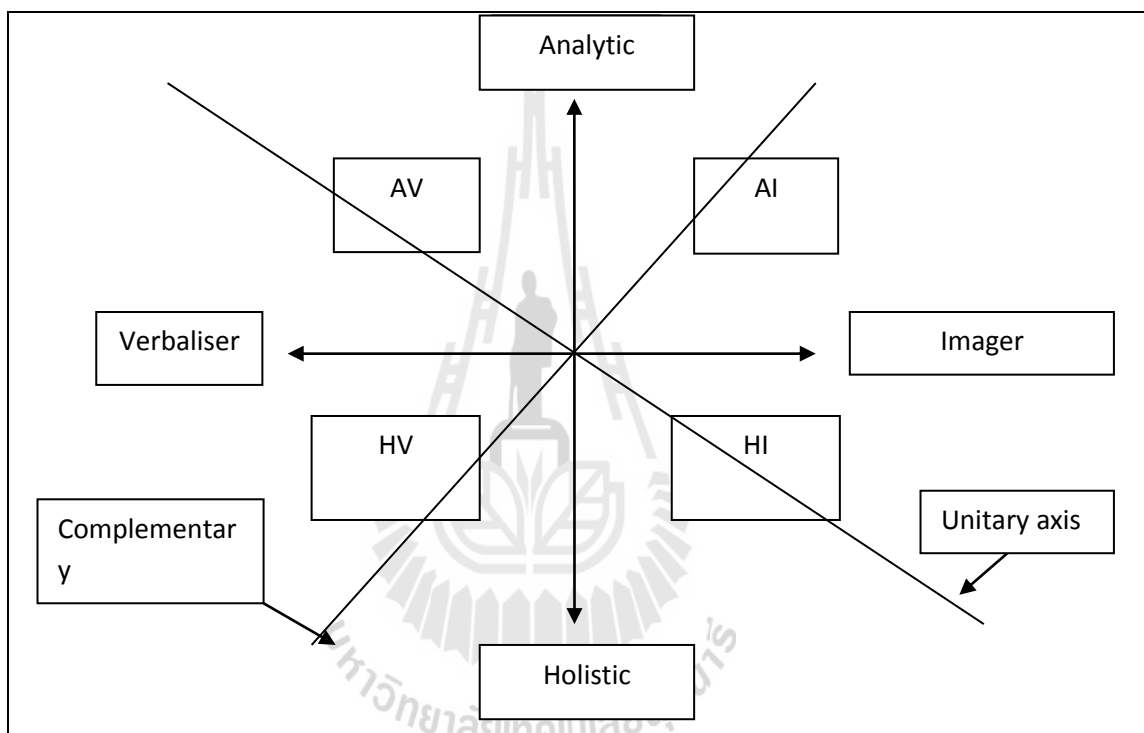 Analytic
AV
AI
Verbaliser
Imager
HV
HI
Complementar
y
Unitary axis
Holistic